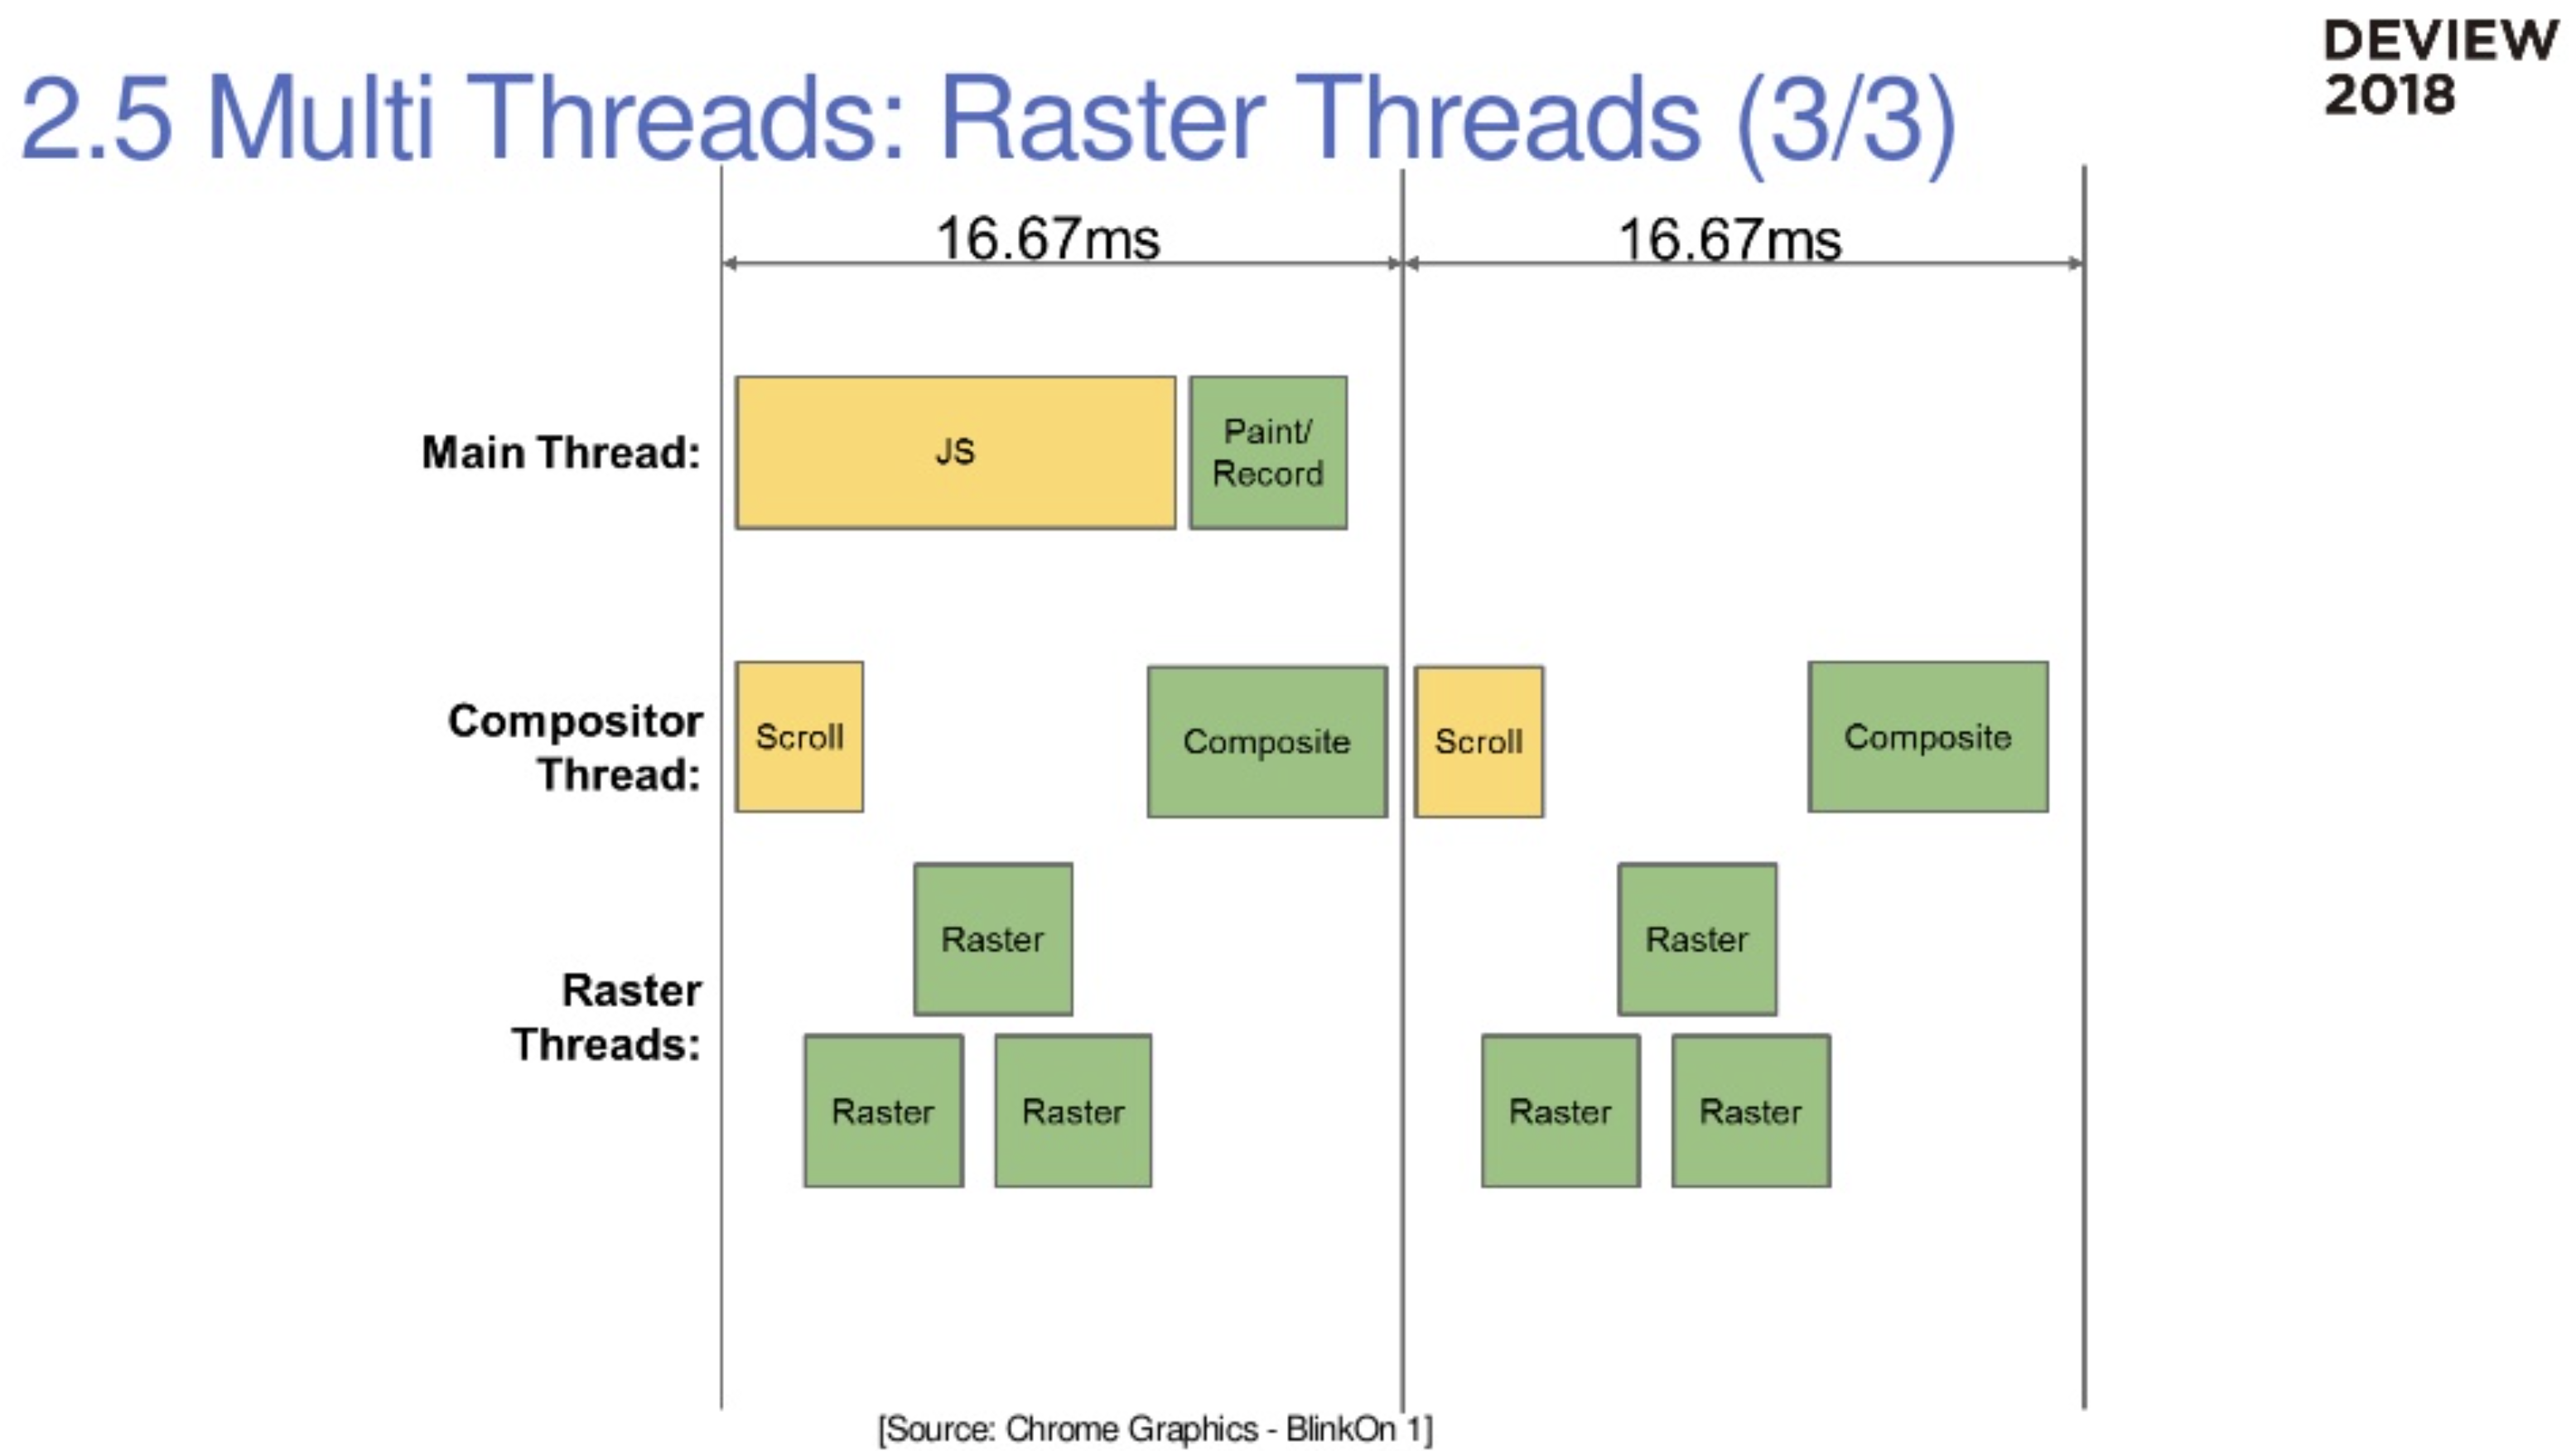 DEVIEW
2018
2.5 Multi Threads: Raster Threads (3/3)
16.67ms
16.67ms
Main Thread:
JS
Paint/
Record
Compositor
Thread:
Scroll
Composite
Scroll
Composite
Raster
Threads:
Raster
Raster
Raster
Raster
Raster
Raster
[Source: Chrome Graphics - BlinkOn 1]